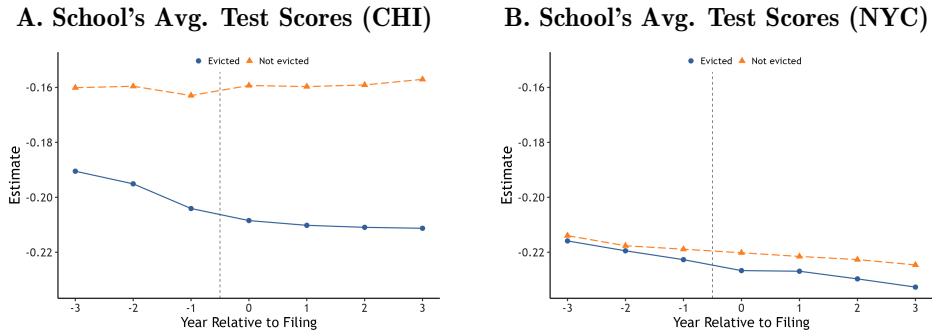 A. School's Avg. Test Scores (CHI)
Evicted Not evicted
-0.16
-0.18
-0.20
-0.22
Estimate
-3 -2 -1 0 1 2 3
Year Relative to Filing
B. School's Avg. Test Scores (NYC)
Evicted Not evicted
-0.16
-0.18
-0.20
-0.22
Estimate
-3 -2 -1 0 1 2 3
Year Relative to Filing